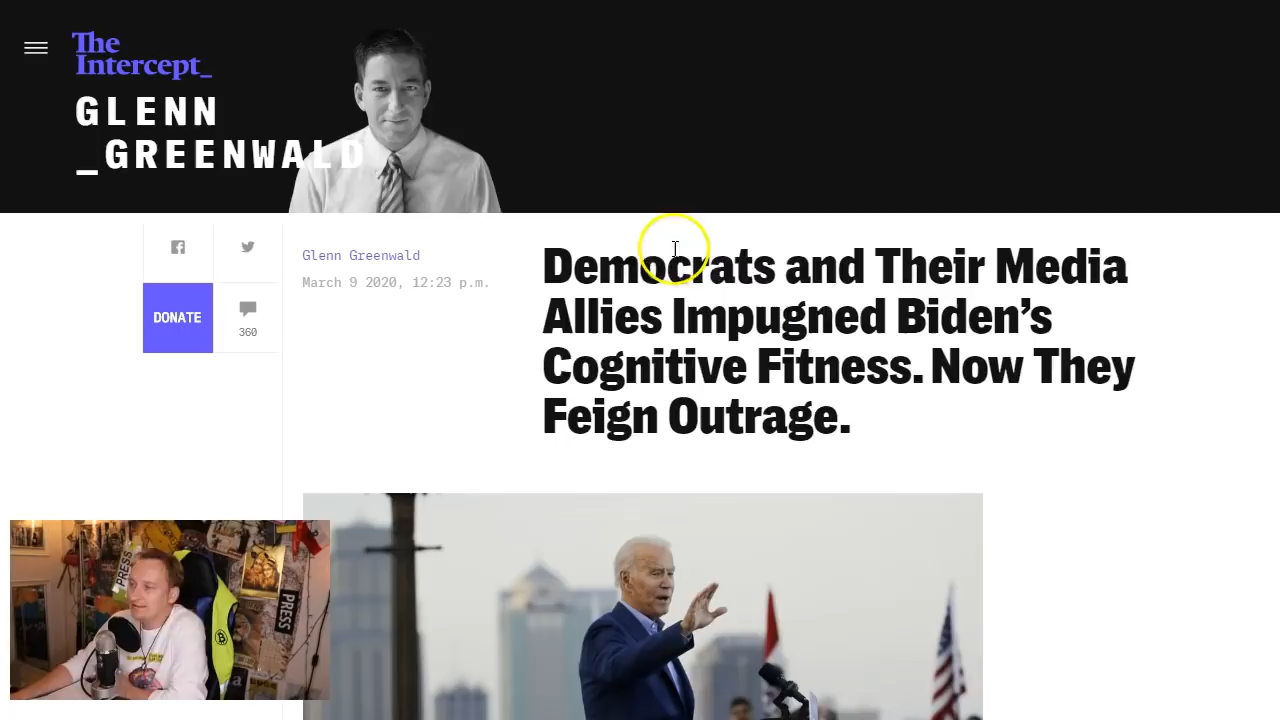 The
Intercept_
GLENN
_GREENWALD
Glenn Greenwald
March 9 2020, 12:23 p.m.
DONATE
360
Democrats and Their Media
Allies Impugned Biden’s
Cognitive Fitness. Now They
Feign Outrage.
PRESS
PRESS